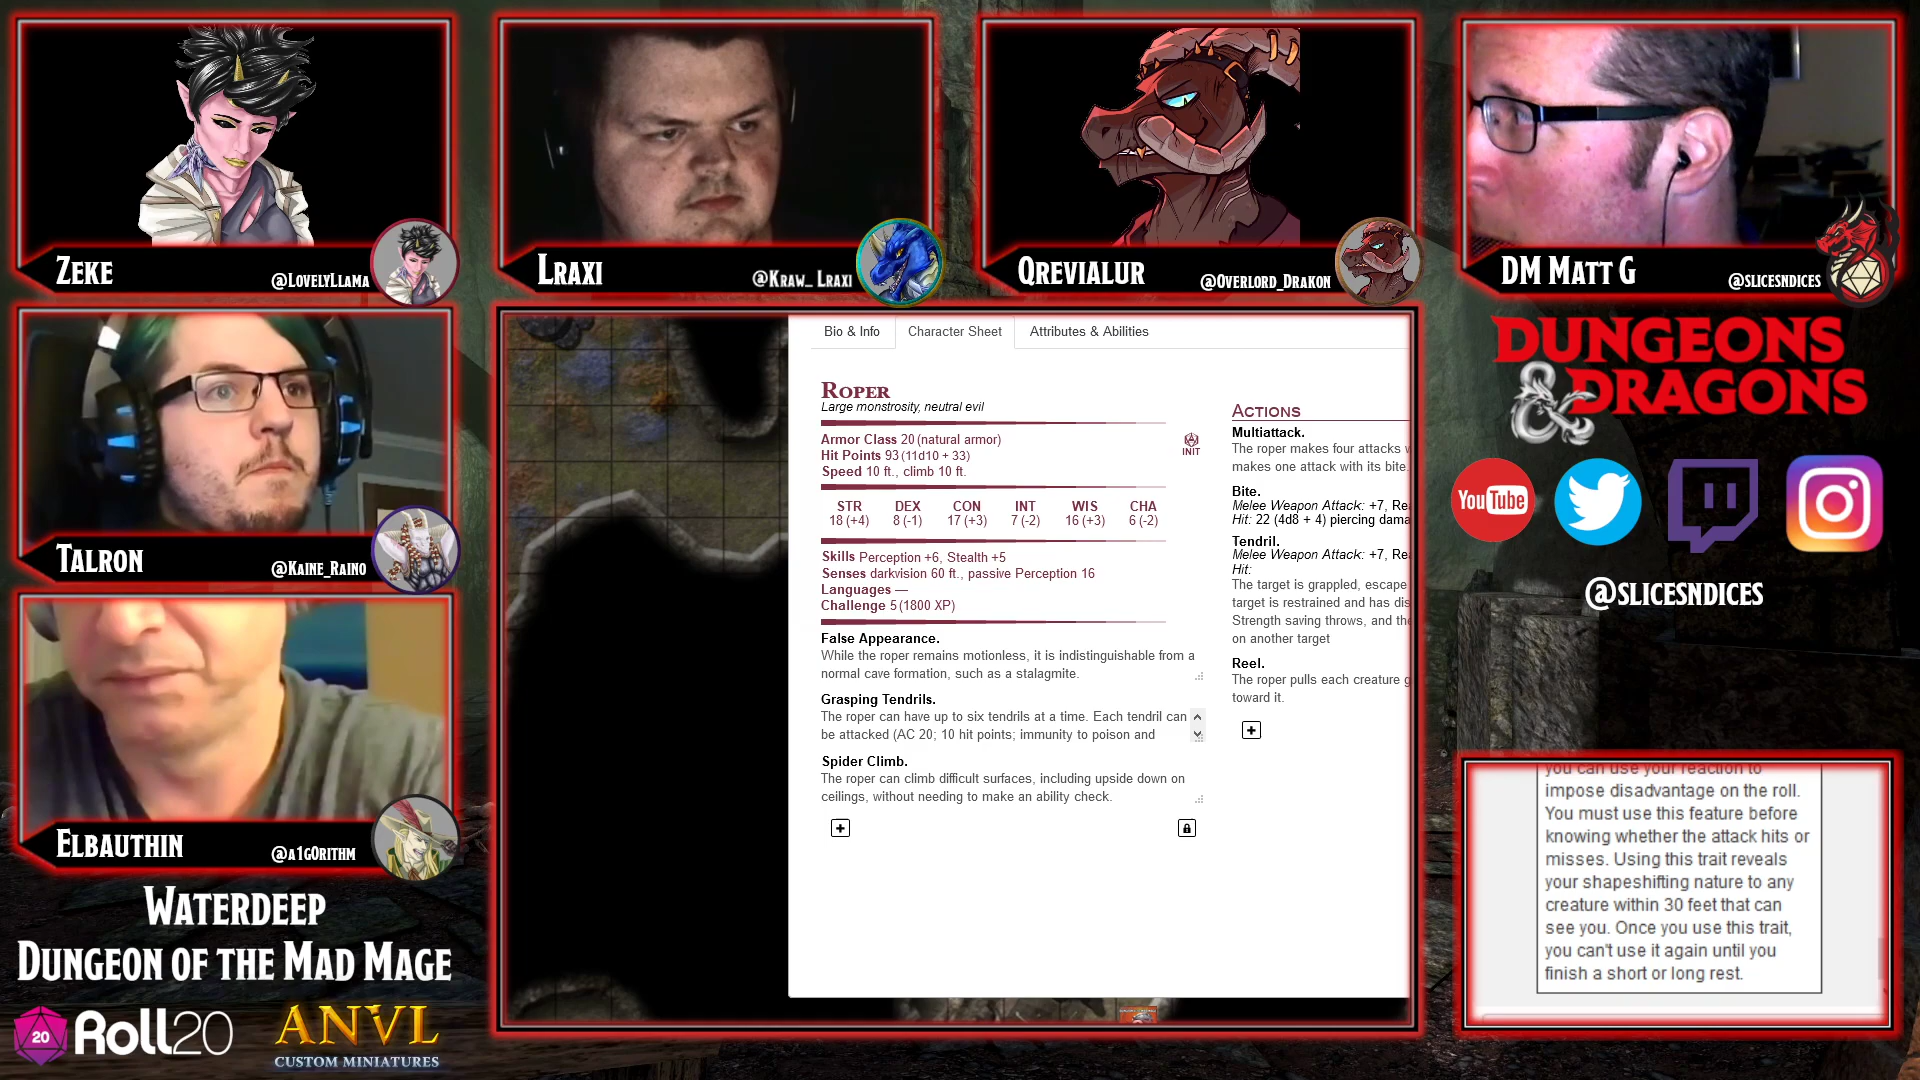 Zeke
@LovelyLlama
Lraxi
@Kraw_Lraxi
Qrevialur
@Overlord_Drakon
DM Matt G
@slicesndices
Talron
@Kaine_Raino
Elbauthin
@a1g0rithm
Waterdeep
Dungeon of the Mad Mage
20
Roll20
ANVL
CUSTOM MINIATURES
Bio & Info
Character Sheet
Attributes & Abilities
Roper
Large monstrosity, neutral evil
Armor Class 20 (natural armor)
Hit Points 93 (11d10 + 33)
Speed 10 ft., climb 10 ft.
INIT
STR DEX CON INT WIS CHA
18 (+4) 8 (-1) 17 (+3) 7 (-2) 16 (+3) 6 (-2)
Skills Perception +6, Stealth +5
Senses darkvision 60 ft., passive Perception 16
Languages —
Challenge 5 (1800 XP)
False Appearance.
While the roper remains motionless, it is indistinguishable from a
normal cave formation, such as a stalagmite.
Grasping Tendrils.
The roper can have up to six tendrils at a time. Each tendril can
be attacked (AC 20; 10 hit points; immunity to poison and
Spider Climb.
The roper can climb difficult surfaces, including upside down on
ceilings, without needing to make an ability check.
Actions
Multiattack.
The roper makes four attacks
makes one attack with its bite.
Bite.
Melee Weapon Attack: +7,
Hit: 22 (4d8 + 4) piercing
Tendril.
Melee Weapon Attack: +7,
Hit:
The target is grappled, escape
target is restrained and has
Strength saving throws, and
on another target
Reel.
The roper pulls each creature
toward it.
DUNGEONS
& DRAGONS
YouTube
@slicesndices
you can use your reaction to
impose disadvantage on the roll.
You must use this feature before
knowing whether the attack hits or
misses. Using this trait reveals
your shapeshifting nature to any
creature within 30 feet that can
see you. Once you use this trait,
you can't use it again until you
finish a short or long rest.